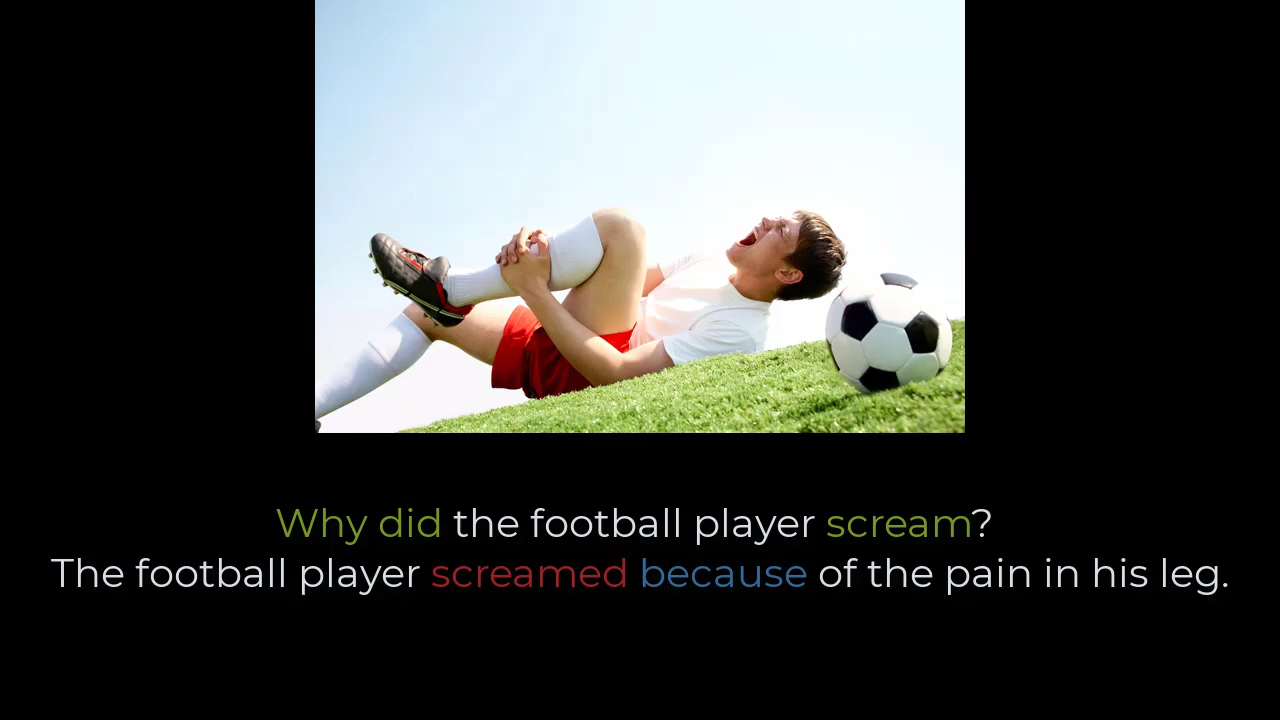 Why did the football player scream?
The football player screamed because of the pain in his leg.